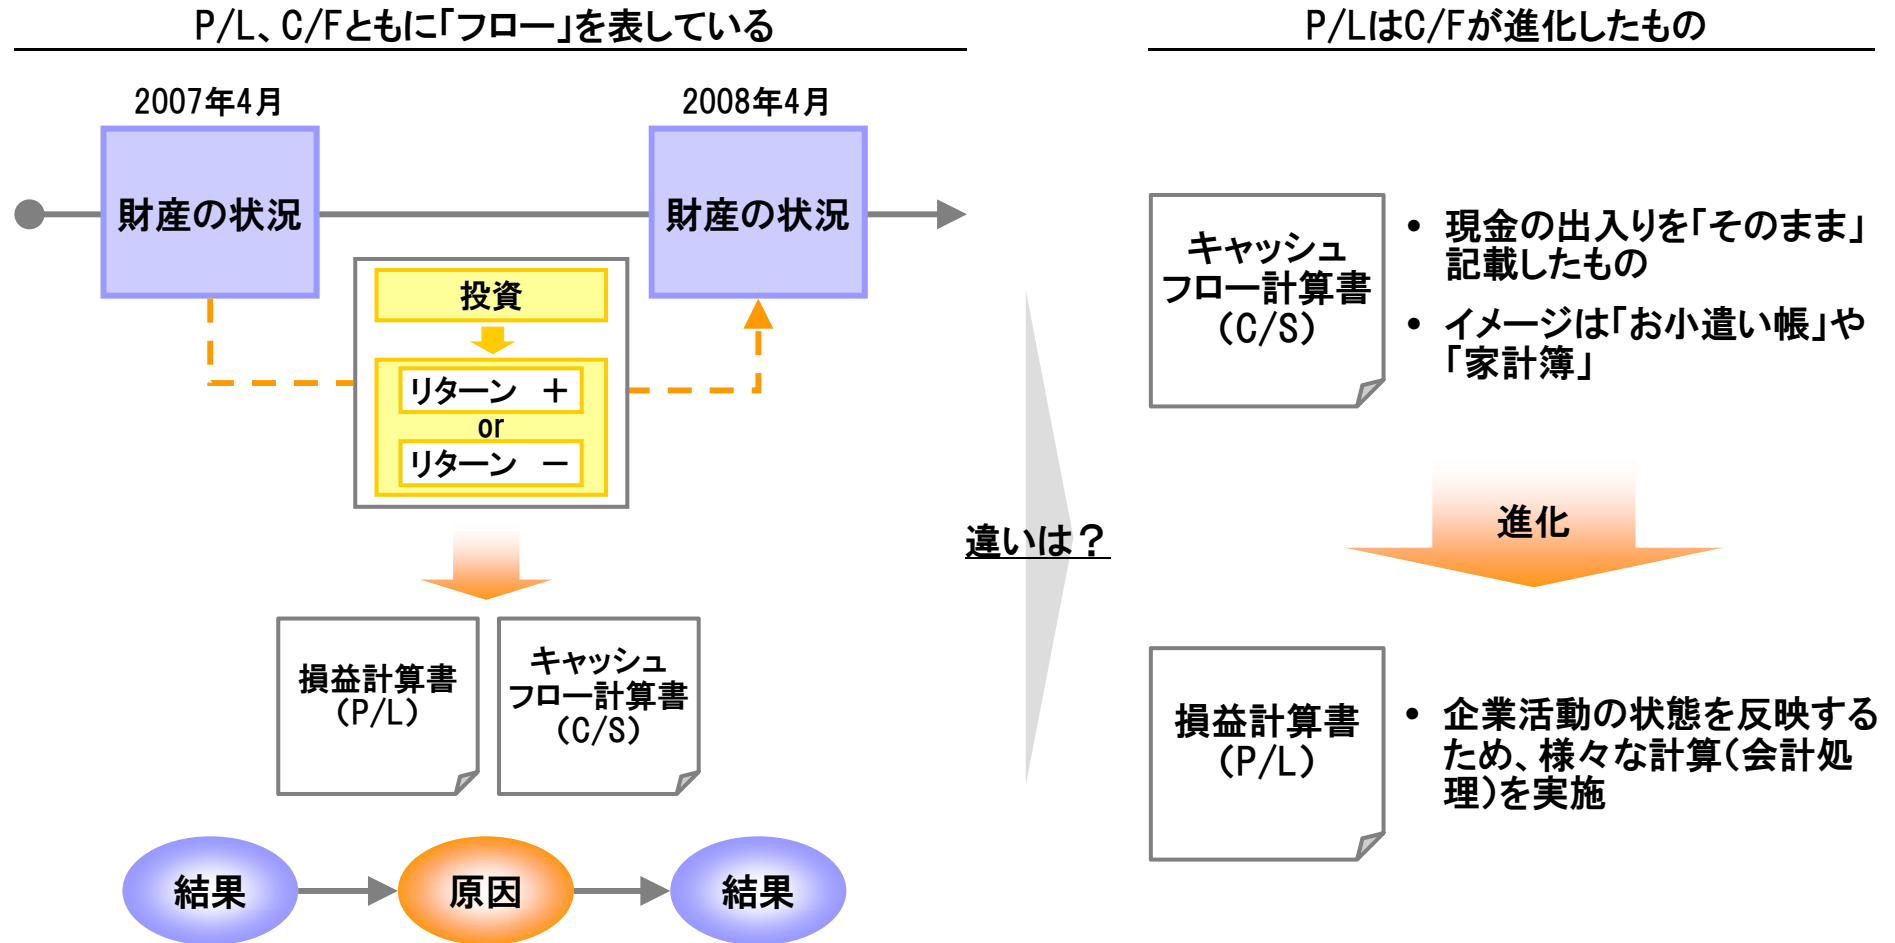 P/L、C/Fともに「フロー」を表している
2007年4月
2008年4月
財産の状況
財産の状況
投資
リターン ＋
or
リターン －
損益計算書
（P/L）
キャッシュ
フロー計算書
（C/S）
結果
原因
結果
違いは？
P/LはC/Fが進化したもの
キャッシュ
フロー計算書
（C/S）
• 現金の出入りを「そのまま」
記載したもの
• イメージは「お小遣い帳」や
「家計簿」
進化
損益計算書
（P/L）
• 企業活動の状態を反映する
ため、様々な計算（会計処
理）を実施